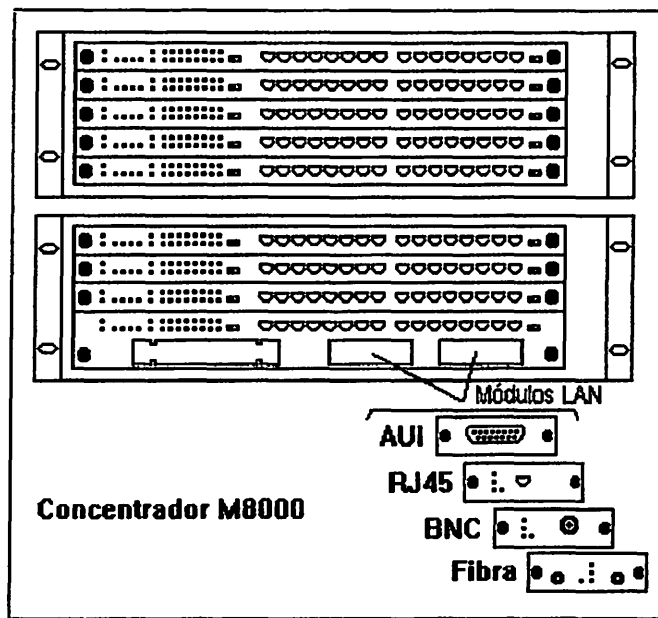 Módulos LAN
AUI
RJ45
Concentrador M8000
BNC
Fibra